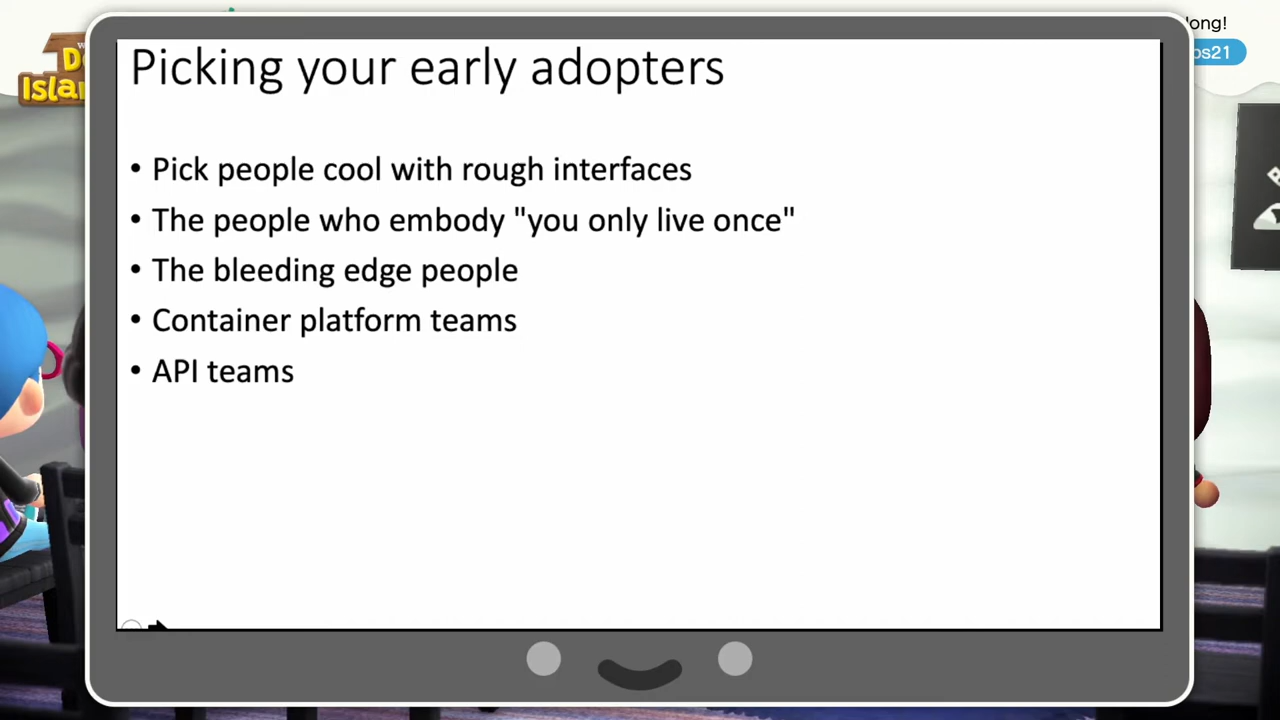 Picking your early adopters
• Pick people cool with rough interfaces
• The people who embody "you only live once"
• The bleeding edge people
• Container platform teams
• API teams